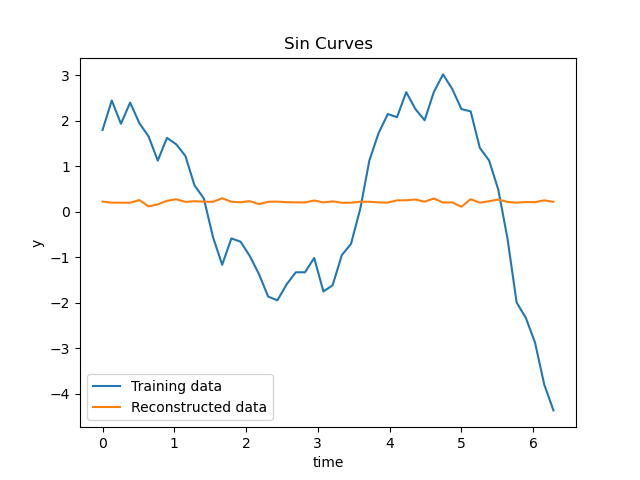 Sin Curves
y
3
2
1
0
−1
−2
−3
−4
Training data
Reconstructed data
0 1 2 3 4 5 6
time